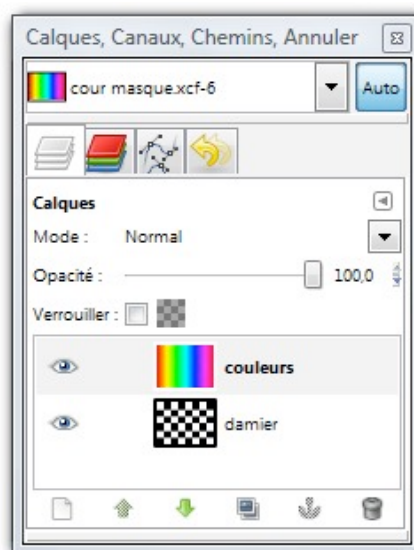 Calques, Canaux, Chemins, Annuler
cour masque.xcf-6
Auto
Calques
Mode : Normal
Opacité : 100,0
Verrouiller :
couleurs
damier